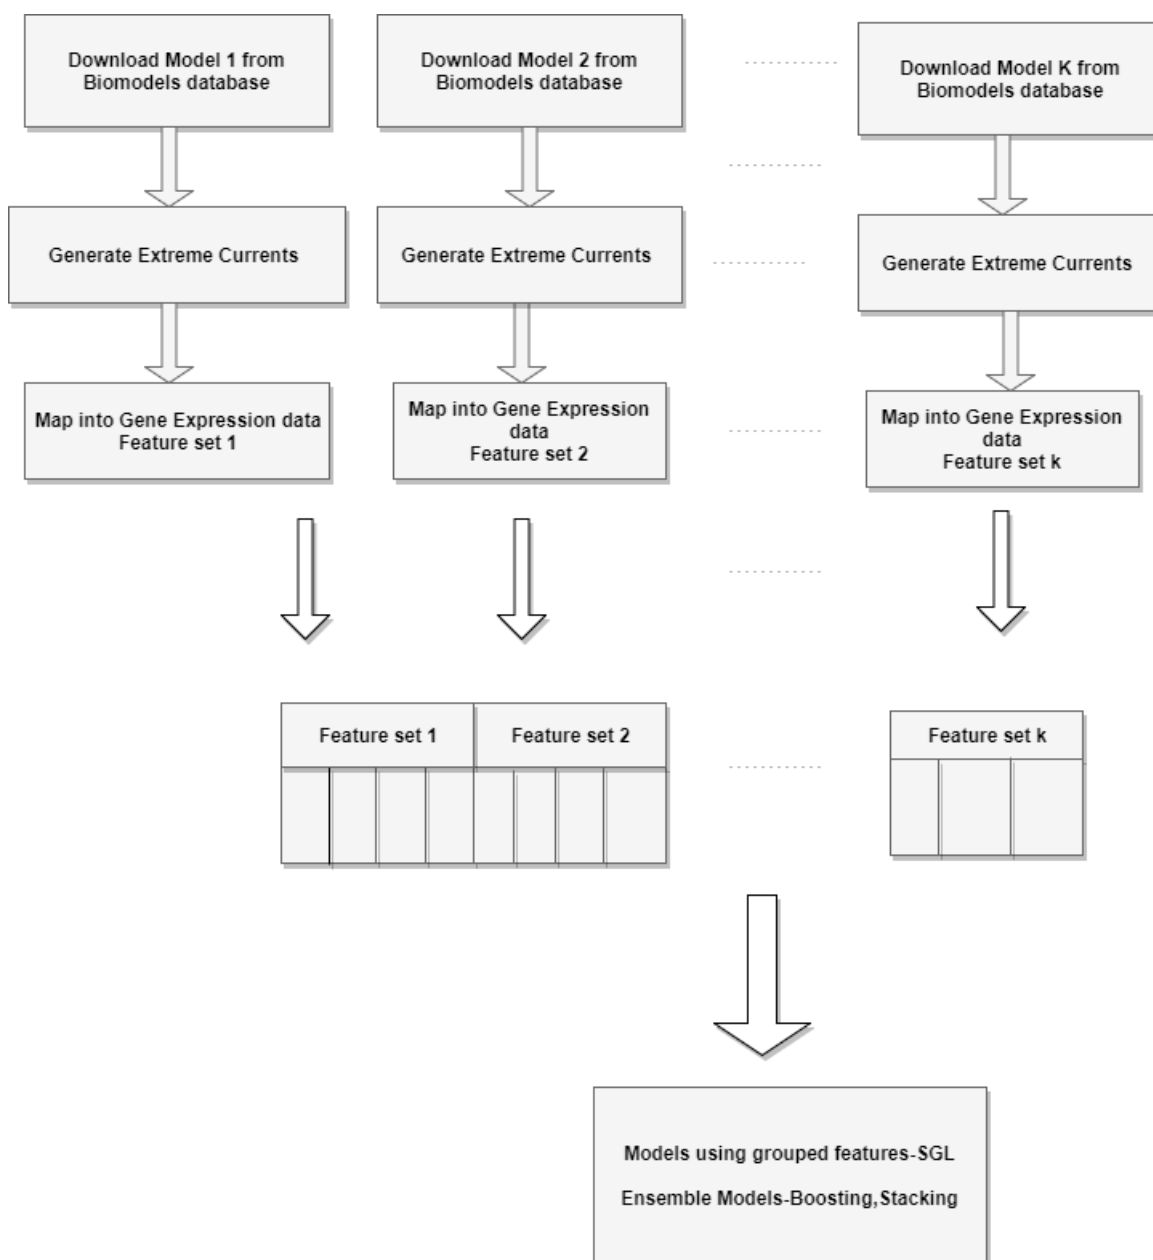 Download Model 1 from
Biomodels database
Download Model 2 from
Biomodels database
Download Model K from
Biomodels database
Generate Extreme Currents
Generate Extreme Currents
Generate Extreme Currents
Map into Gene Expression data
Feature set 1
Map into Gene Expression
data
Feature set 2
Map into Gene Expression
data
Feature set k
Feature set 1
Feature set 2
Feature set k
Models using grouped features-SGL
Ensemble Models-Boosting,Stacking